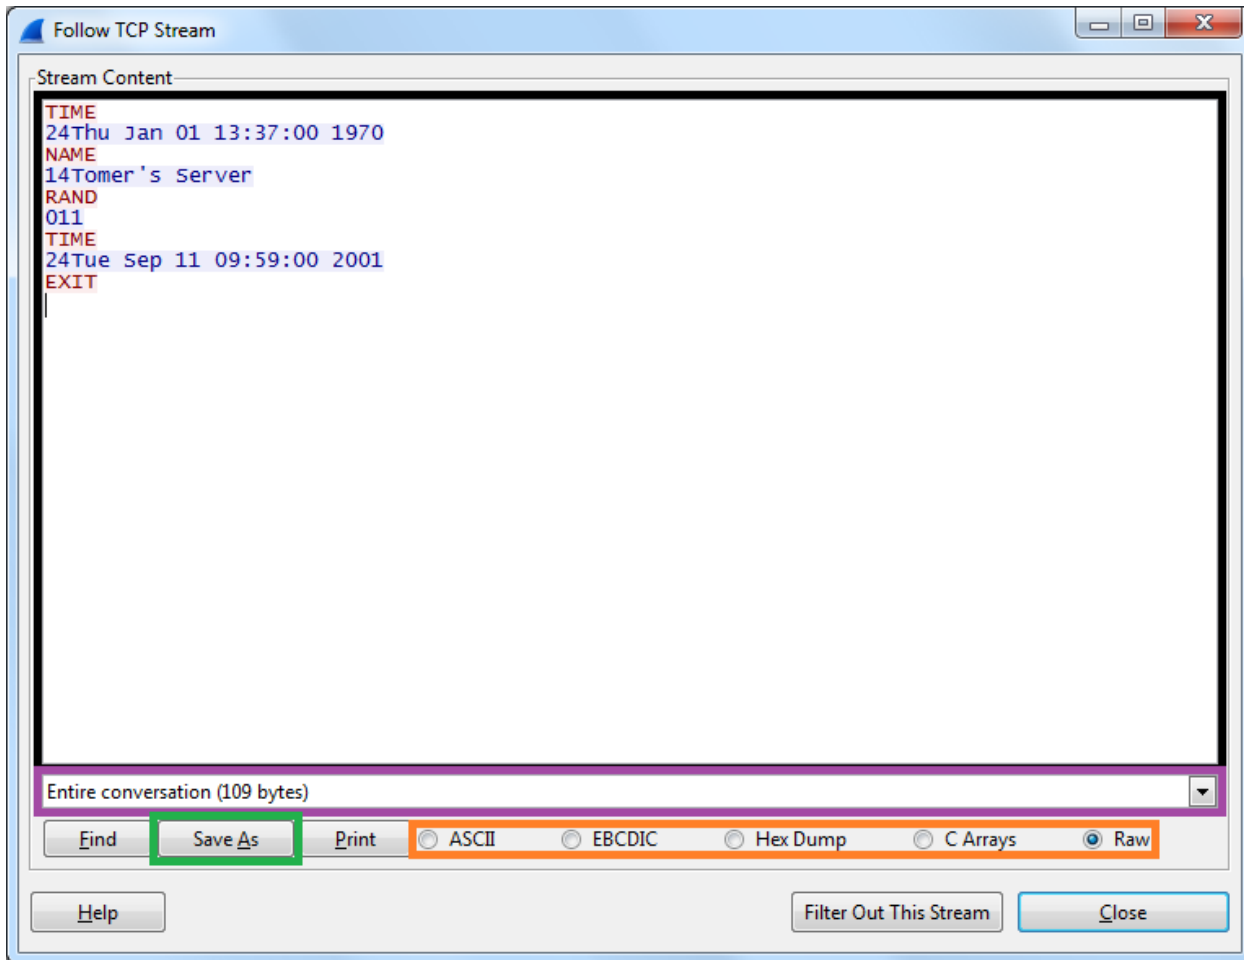 Follow TCP Stream
Stream Content
TIME
24Thu Jan 01 13:37:00 1970
NAME
14Tomer's Server
RAND
011
TIME
24Tue Sep 11 09:59:00 2001
EXIT
Entire conversation (109 bytes)
Find Save As Print ASCII EBCDIC Hex Dump C Arrays Raw
Help Filter Out This Stream Close